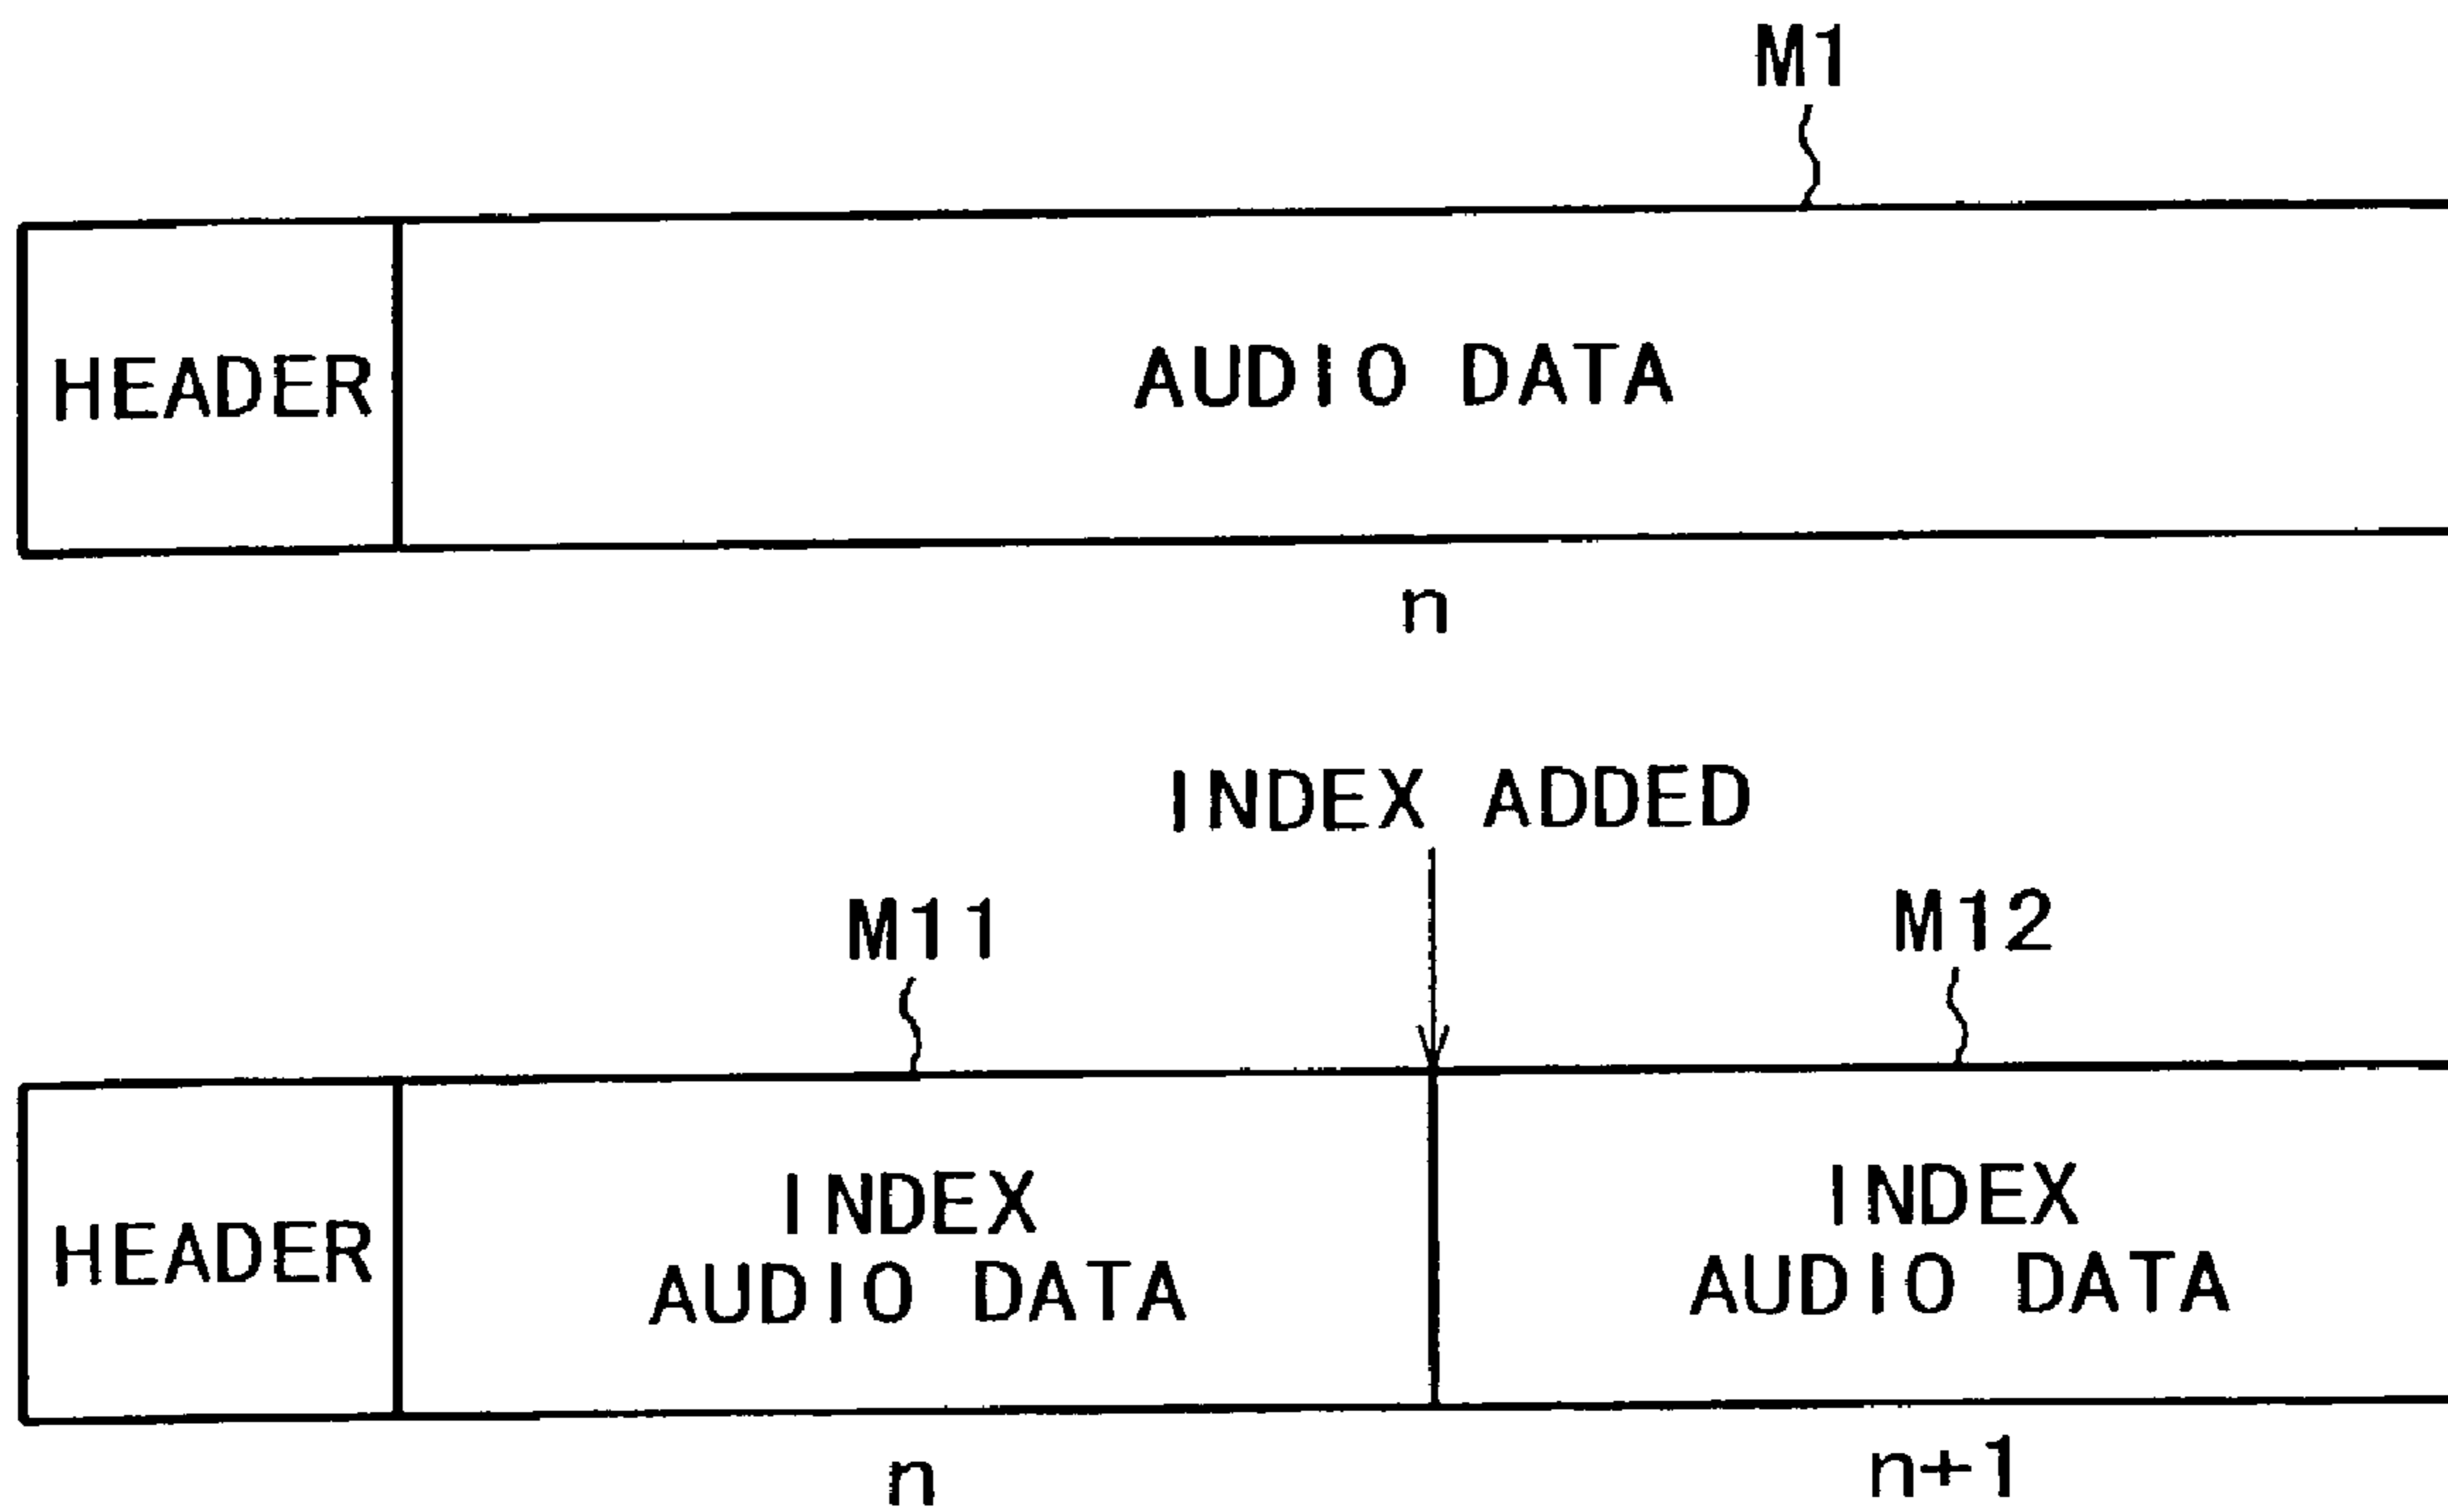 M1
HEADER
AUDIO DATA
n
INDEX ADDED
M11
M12
HEADER
INDEX
AUDIO DATA
INDEX
AUDIO DATA
n
n+1